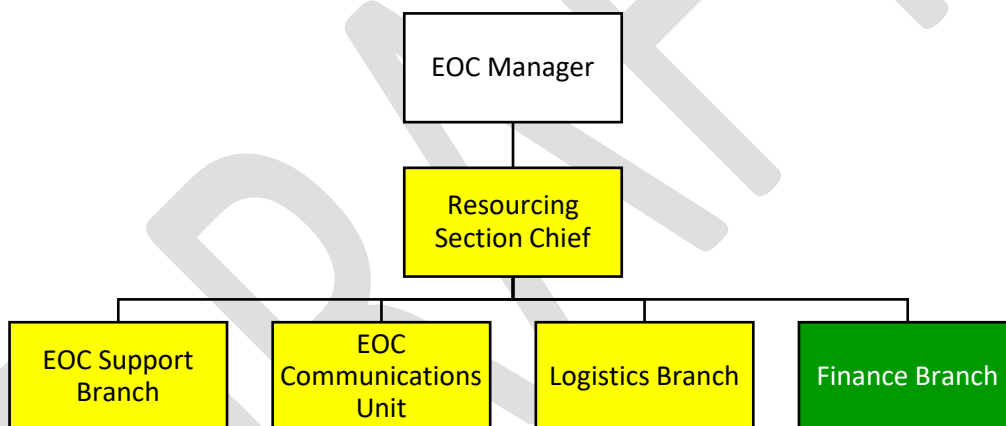 EOC Manager
Resourcing
Section Chief
EOC Support
Branch
EOC
Communications
Unit
Logistics Branch
Finance Branch